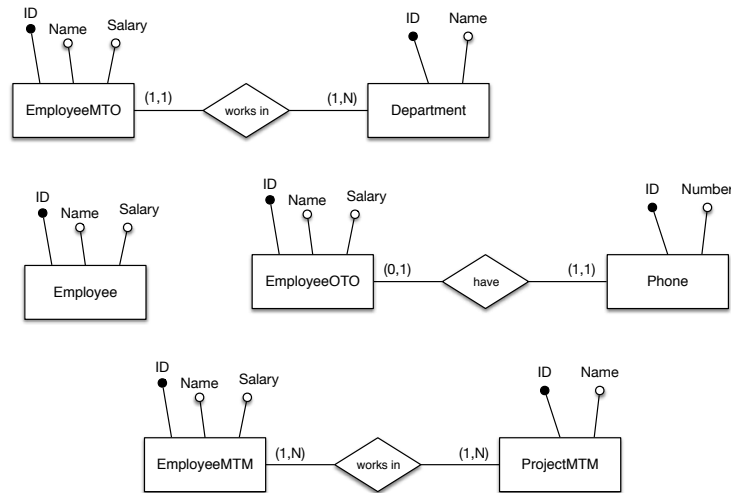 ID
Name
Salary
ID
Name
EmployeeMTO
(1,1)
works in
(1,N)
Department
ID
Name
Salary
Employee
ID
Name
Salary
ID
Number
EmployeeOTO
(0,1)
have
(1,1)
Phone
ID
Name
Salary
ID
Name
EmployeeMTM
(1,N)
works in
(1,N)
ProjectMTM